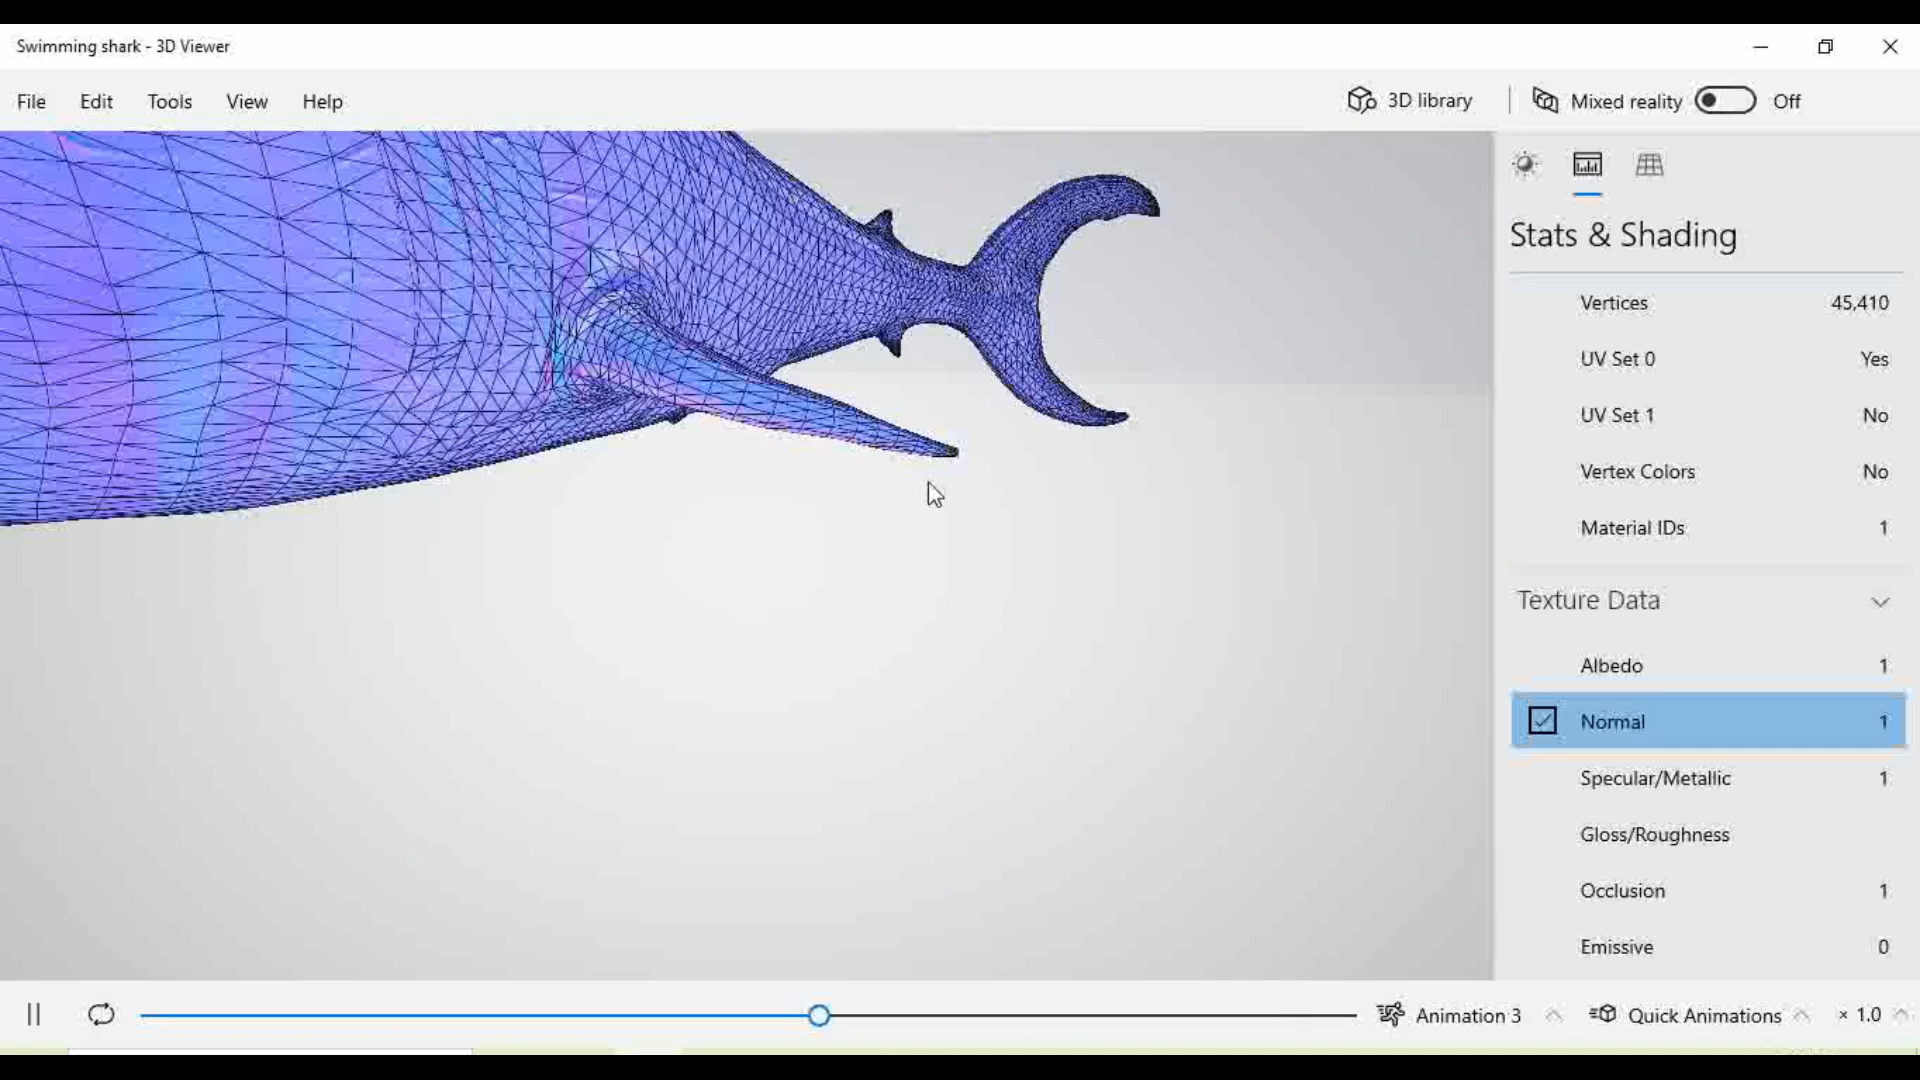 Swimming shark - 3D Viewer
File Edit Tools View Help 3D library Mixed reality Off
Stats & Shading
Vertices 45,410
UV Set 0 Yes
UV Set 1 No
Vertex Colors No
Material IDs 1
Texture Data
Albedo 1
Normal 1
Specular/Metallic 1
Gloss/Roughness
Occlusion 1
Emissive 0
Animation 3 Quick Animations × 1.0